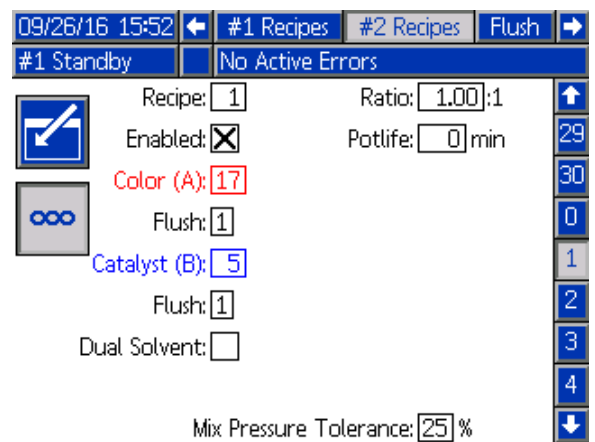 09/26/16 15:52 #1 Recipes #2 Recipes Flush
#1 Standby No Active Errors
Recipe: 1 Ratio: 1.00:1
Enabled: Potlife: 0 min
Color (A): 17
Flush: 1
Catalyst (B): 5
Flush: 1
Dual Solvent:
Mix Pressure Tolerance: 25 %
29
30
0
1
2
3
4